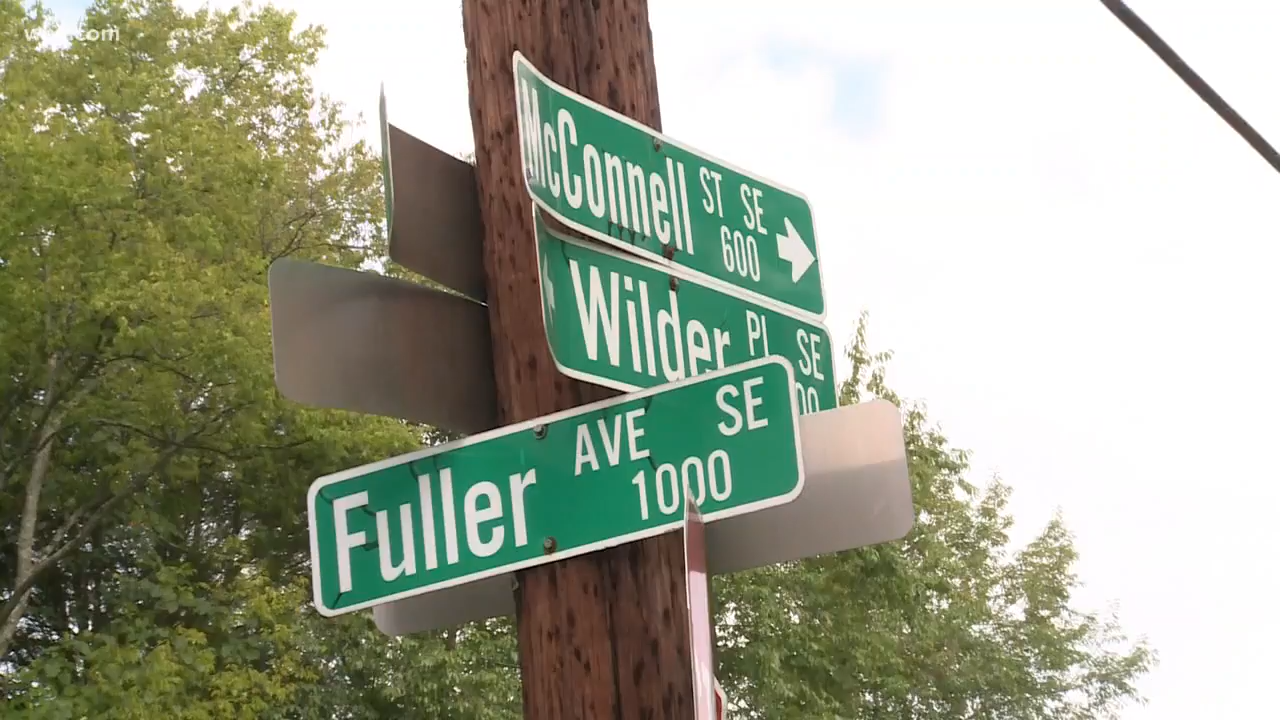 McConnell ST SE
600
Wilder Pl SE
Fuller AVE SE
1000